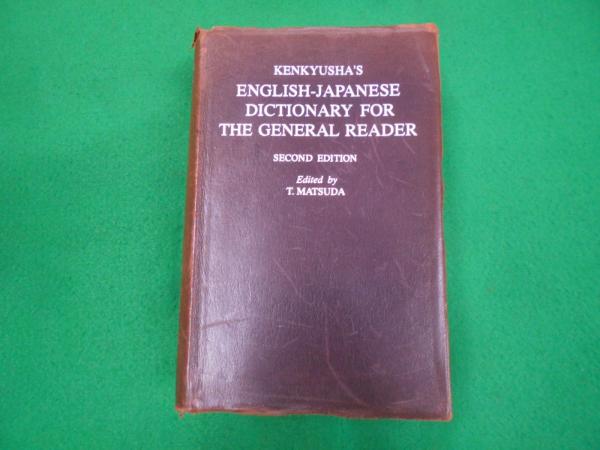 KENKYUSHA'S
ENGLISH-JAPANESE
DICTIONARY FOR
THE GENERAL READER
SECOND EDITION
Edited by
T. MATSUDA